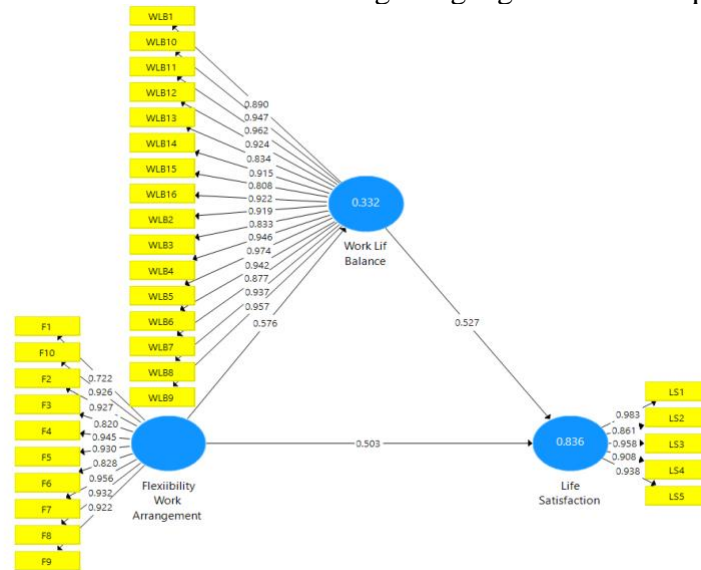 WLB1
WLB10
WLB11
WLB12
WLB13
WLB14
WLB15
WLB16
WLB2
WLB3
WLB4
WLB5
WLB6
WLB7
WLB8
WLB9
0.890
0.947
0.962
0.924
0.834
0.915
0.808
0.922
0.919
0.833
0.946
0.974
0.942
0.877
0.937
0.957
0.576
0.332
Work Lif
Balance
0.527
F1
F10
F2
F3
F4
F5
F6
F7
F8
F9
0.722
0.926
0.927
0.820
0.945
0.930
0.828
0.956
0.932
0.922
Flexiibility
Work
Arrangement
0.503
0.836
Life
Satisfaction
0.983
0.861
0.958
0.908
0.938
LS1
LS2
LS3
LS4
LS5